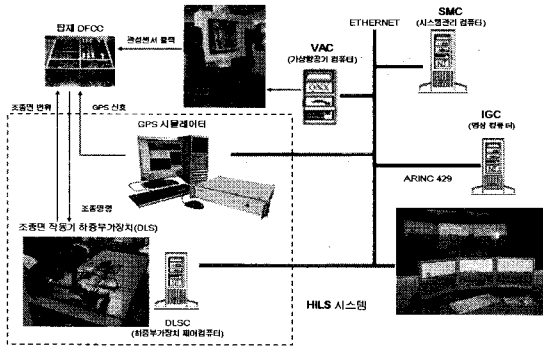 탑재 DFCC
관성센서 출력
ETHERNET
SMC
(시스템관리 컴퓨터)
VAC
(가상항공기 컴퓨터)
조종면 변위
GPS 신호
GPS 시뮬레이터
IGC
(영상 컴퓨터)
ARINC 429
조종명령
조종면 작동기 하중부가장치(DLS)
DLSC
(하중부가장치 제어컴퓨터)
HILS 시스템